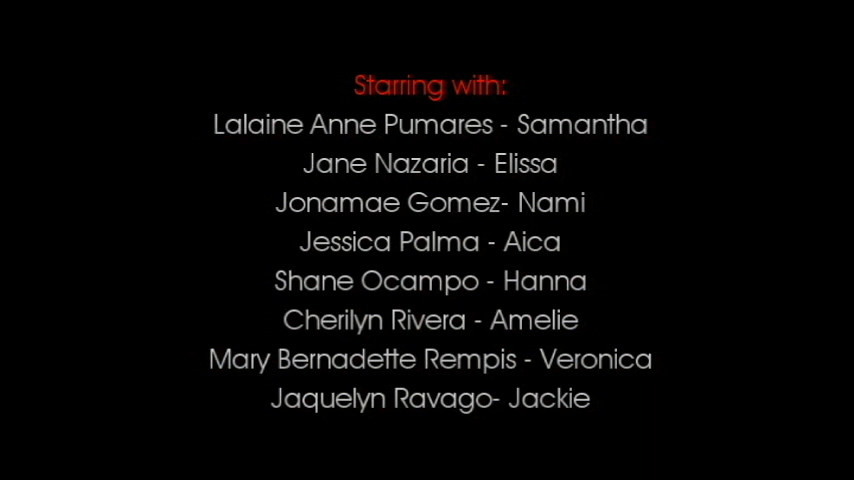 Starring with:
Lalaine Anne Pumares - Samantha
Jane Nazaria - Elissa
Jonamae Gomez- Nami
Jessica Palma - Aica
Shane Ocampo - Hanna
Cherilyn Rivera - Amelie
Mary Bernadette Rempis - Veronica
Jaquelyn Ravago- Jackie